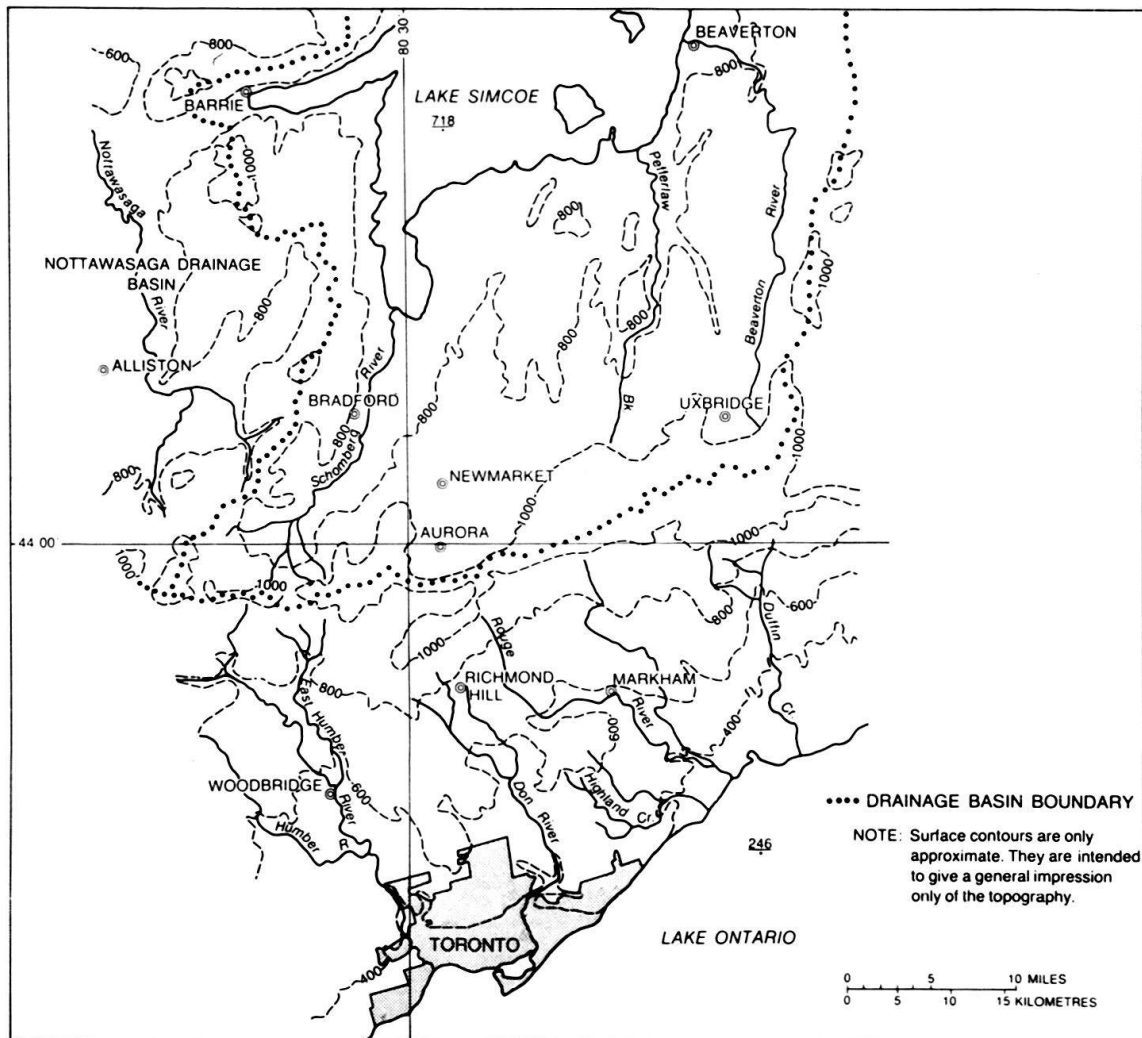 BEAVERTON
600
800
80 30
800
BARRIE
LAKE SIMCOE
718
1000
Nottawasaga
River
800
Pefferlaw
Bk
River
Beaverton
NOTTAWASAGA DRAINAGE
BASIN
800
800
800
800
1000
ALLISTON
BRADFORD
River
Schomberg
800
800
UXBRIDGE
800
NEWMARKET
1000
1000
44 00
AURORA
1000
1000
1000
1000
Rouge
River
800
600
Duffin
Cr.
RICHMOND
HILL
MARKHAM
800
East Humber
River
600
400
WOODBRIDGE
600
Don
River
Highland
Cr.
Humber
R.
246
TORONTO
LAKE ONTARIO
400
•••• DRAINAGE BASIN BOUNDARY
NOTE: Surface contours are only
approximate. They are intended
to give a general impression
only of the topography.
0 5 10 MILES
0 5 10 15 KILOMETRES